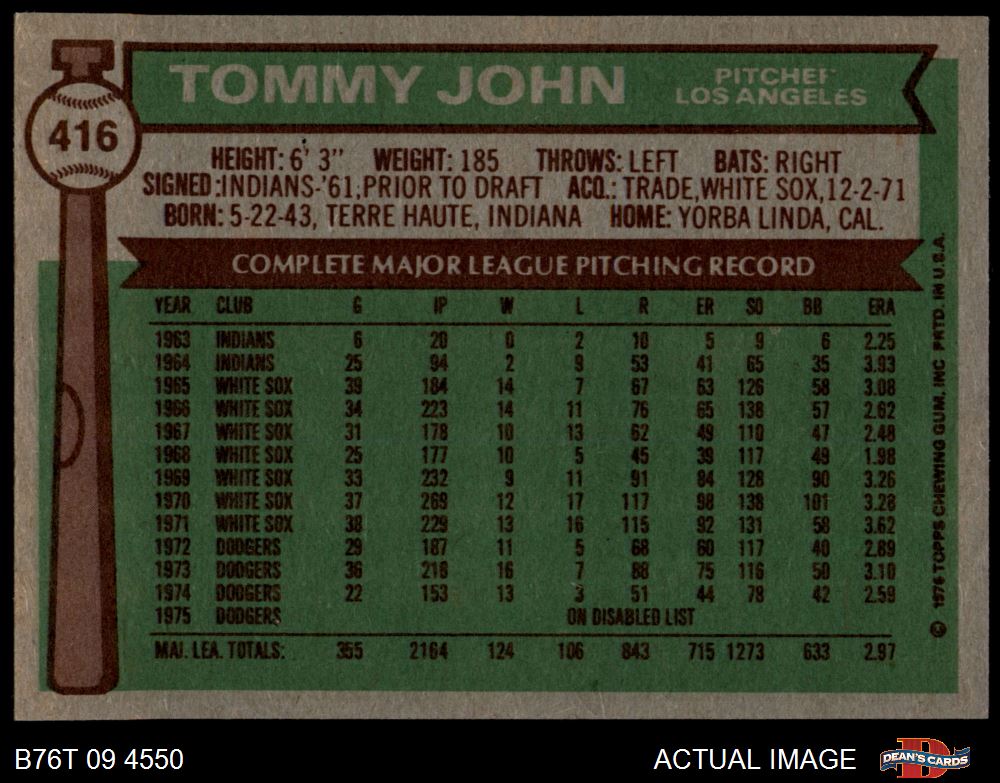 TOMMY JOHN
PITCHER
LOS ANGELES
416
HEIGHT: 6' 3" WEIGHT: 185 THROWS: LEFT BATS: RIGHT
SIGNED: INDIANS-'61, PRIOR TO DRAFT ACQ.: TRADE, WHITE SOX, 12-2-71
BORN: 5-22-43, TERRE HAUTE, INDIANA HOME: YORBA LINDA, CAL.
COMPLETE MAJOR LEAGUE PITCHING RECORD
YEAR CLUB G IP W L R ER SO BB ERA
1963 INDIANS 6 20 0 2 10 5 9 6 2.25
1964 INDIANS 25 94 2 9 53 41 65 35 3.93
1965 WHITE SOX 39 184 14 7 67 63 126 58 3.08
1966 WHITE SOX 34 223 14 11 76 65 138 57 2.62
1967 WHITE SOX 31 178 10 13 62 49 110 47 2.48
1968 WHITE SOX 25 177 10 5 45 39 117 49 1.98
1969 WHITE SOX 33 232 9 11 91 84 128 90 3.26
1970 WHITE SOX 37 269 12 17 117 98 138 101 3.28
1971 WHITE SOX 38 229 13 16 115 92 131 58 3.62
1972 DODGERS 29 187 11 5 68 60 117 40 2.89
1973 DODGERS 36 218 16 7 88 75 116 50 3.10
1974 DODGERS 22 153 13 3 51 44 78 42 2.59
1975 DODGERS ON DISABLED LIST
MAJ. LEA. TOTALS: 355 2164 124 106 843 715 1273 633 2.97
© 1976 TOPPS CHEWING GUM, INC PRTD. IN U.S.A.
B76T 09 4550
ACTUAL IMAGE
DEAN'S CARDS